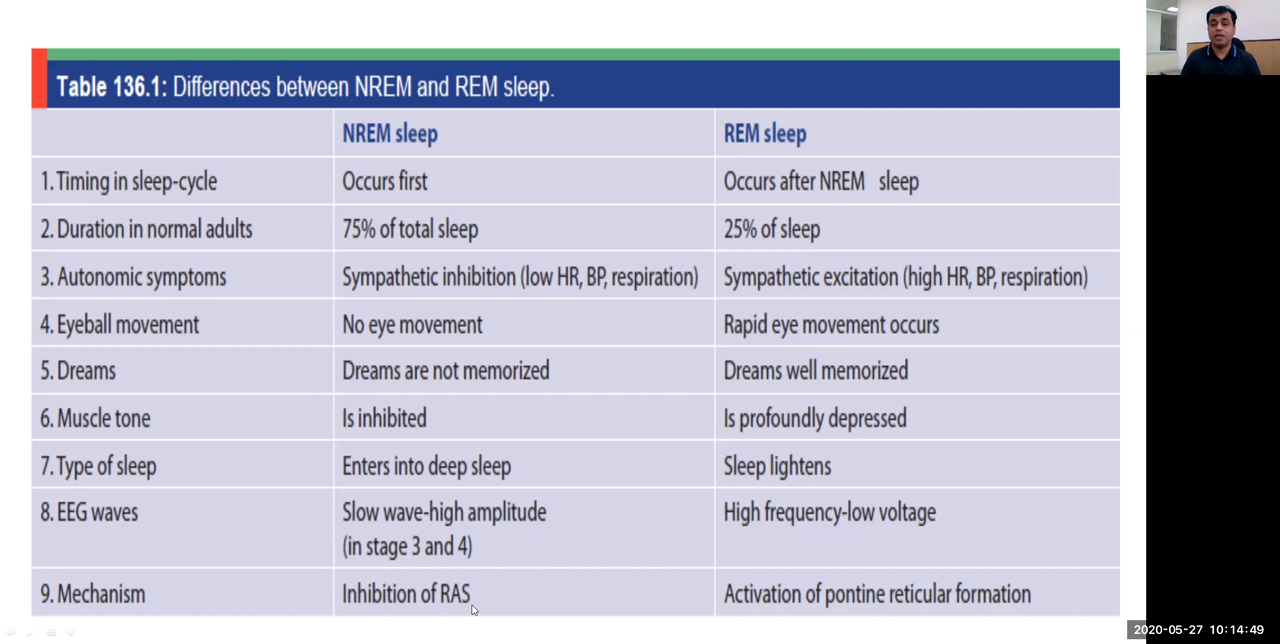 Table 136.1: Differences between NREM and REM sleep.
NREM sleep REM sleep
1. Timing in sleep-cycle Occurs first Occurs after NREM sleep
2. Duration in normal adults 75% of total sleep 25% of sleep
3. Autonomic symptoms Sympathetic inhibition (low HR, BP, respiration) Sympathetic excitation (high HR, BP, respiration)
4. Eyeball movement No eye movement Rapid eye movement occurs
5. Dreams Dreams are not memorized Dreams well memorized
6. Muscle tone Is inhibited Is profoundly depressed
7. Type of sleep Enters into deep sleep Sleep lightens
8. EEG waves Slow wave-high amplitude High frequency-low voltage
(in stage 3 and 4)
9. Mechanism Inhibition of RAS Activation of pontine reticular formation
2020-05-27 10:14:49